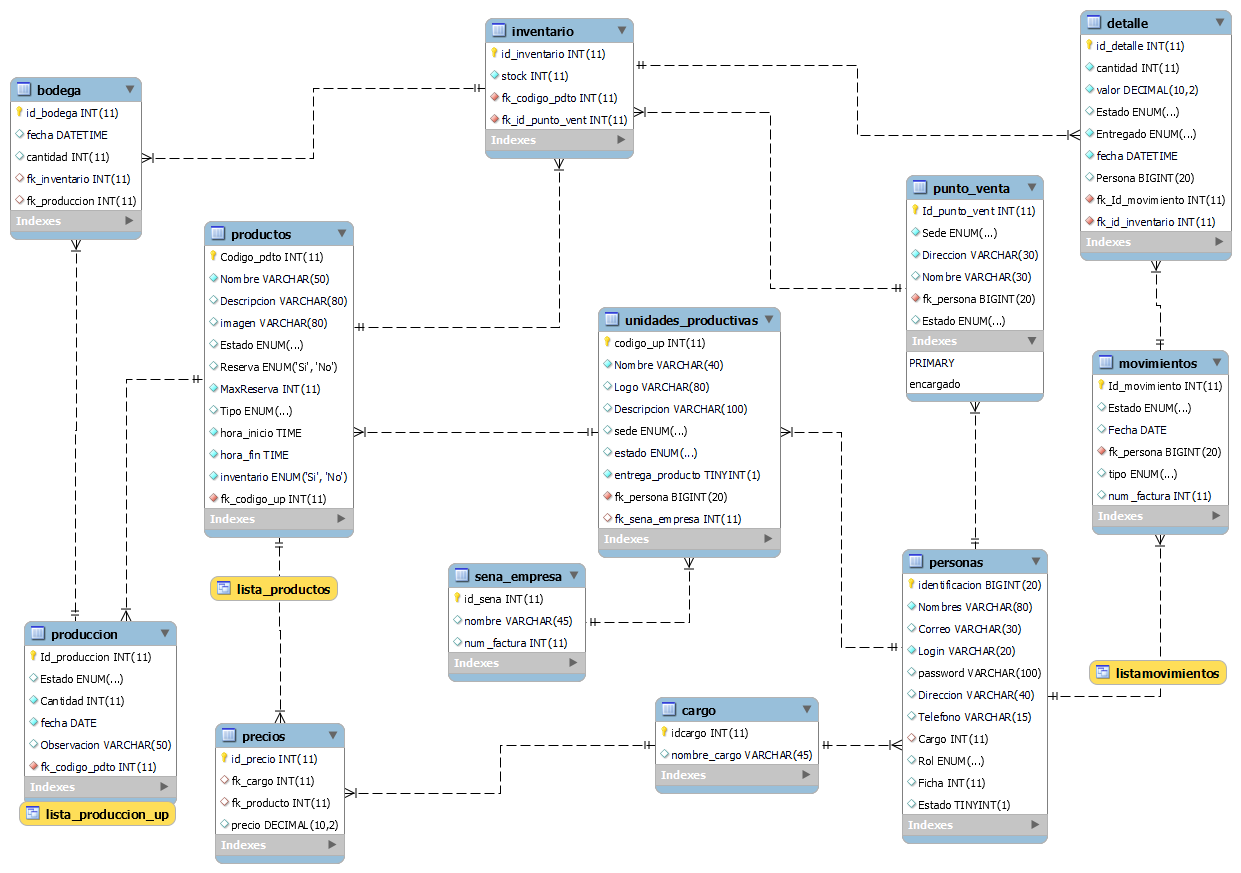 bodega
id_bodega INT(11)
fecha DATETIME
cantidad INT(11)
fk_inventario INT(11)
fk_produccion INT(11)
Indexes
inventario
id_inventario INT(11)
stock INT(11)
fk_codigo_pdto INT(11)
fk_id_punto_vent INT(11)
Indexes
detalle
id_detalle INT(11)
cantidad INT(11)
valor DECIMAL(10,2)
Estado ENUM(...)
Entregado ENUM(...)
fecha DATETIME
Persona BIGINT(20)
fk_Id_movimiento INT(11)
fk_id_inventario INT(11)
Indexes
productos
Codigo_pdto INT(11)
Nombre VARCHAR(50)
Descripcion VARCHAR(80)
imagen VARCHAR(80)
Estado ENUM(...)
Reserva ENUM('Si', 'No')
MaxReserva INT(11)
Tipo ENUM(...)
hora_inicio TIME
hora_fin TIME
inventario ENUM('Si', 'No')
fk_codigo_up INT(11)
Indexes
punto_venta
Id_punto_vent INT(11)
Sede ENUM(...)
Direccion VARCHAR(30)
Nombre VARCHAR(30)
fk_persona BIGINT(20)
Estado ENUM(...)
Indexes
PRIMARY
encargado
unidades_productivas
codigo_up INT(11)
Nombre VARCHAR(40)
Logo VARCHAR(80)
Descripcion VARCHAR(100)
sede ENUM(...)
estado ENUM(...)
entrega_producto TINYINT(1)
fk_persona BIGINT(20)
fk_sena_empresa INT(11)
Indexes
movimientos
Id_movimiento INT(11)
Estado ENUM(...)
Fecha DATE
fk_persona BIGINT(20)
tipo ENUM(...)
num_factura INT(11)
Indexes
lista_productos
sena_empresa
id_sena INT(11)
nombre VARCHAR(45)
num_factura INT(11)
Indexes
personas
identificacion BIGINT(20)
Nombres VARCHAR(80)
Correo VARCHAR(30)
Login VARCHAR(20)
password VARCHAR(100)
Direccion VARCHAR(40)
Telefono VARCHAR(15)
Cargo INT(11)
Rol ENUM(...)
Ficha INT(11)
Estado TINYINT(1)
Indexes
listamovimientos
produccion
Id_produccion INT(11)
Estado ENUM(...)
Cantidad INT(11)
fecha DATE
Observacion VARCHAR(50)
fk_codigo_pdto INT(11)
Indexes
lista_produccion_up
precios
id_precio INT(11)
fk_cargo INT(11)
fk_producto INT(11)
precio DECIMAL(10,2)
Indexes
cargo
idcargo INT(11)
nombre_cargo VARCHAR(45)
Indexes